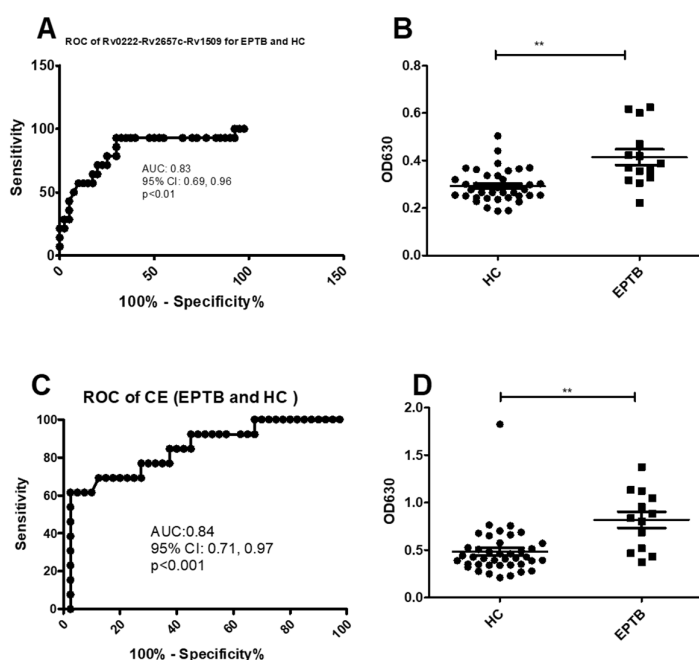 A
ROC of Rv0222-Rv2657c-Rv1509 for EPTB and HC
Sensitivity
150
100
50
0
AUC: 0.83
95% CI: 0.69, 0.96
p<0.01
0 50 100 150
100% - Specificity%
B
**
OD630
0.8
0.6
0.4
0.2
0.0
HC EPTB
C
ROC of CE (EPTB and HC )
Sensitivity
100
80
60
40
20
0
AUC:0.84
95% CI: 0.71, 0.97
p<0.001
0 20 40 60 80 100
100% - Specificity%
D
**
OD630
2.0
1.5
1.0
0.5
0.0
HC EPTB